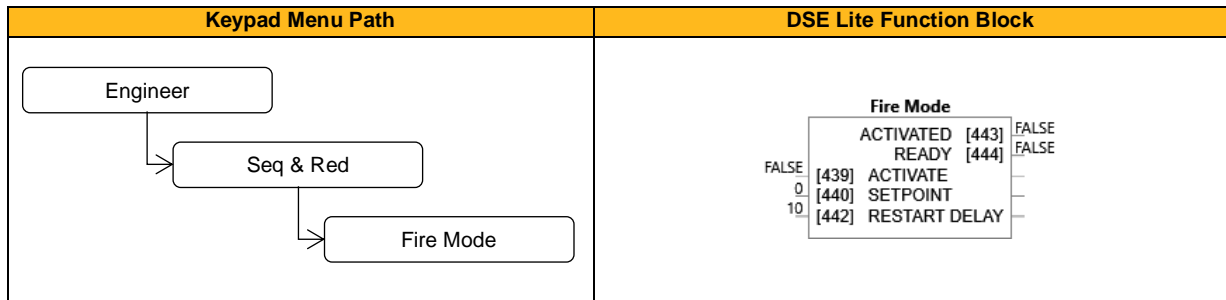 Keypad Menu Path
DSE Lite Function Block
Engineer
Seq & Red
Fire Mode
Fire Mode
ACTIVATED [443] FALSE
READY [444] FALSE
FALSE [439] ACTIVATE
0 [440] SETPOINT
10 [442] RESTART DELAY